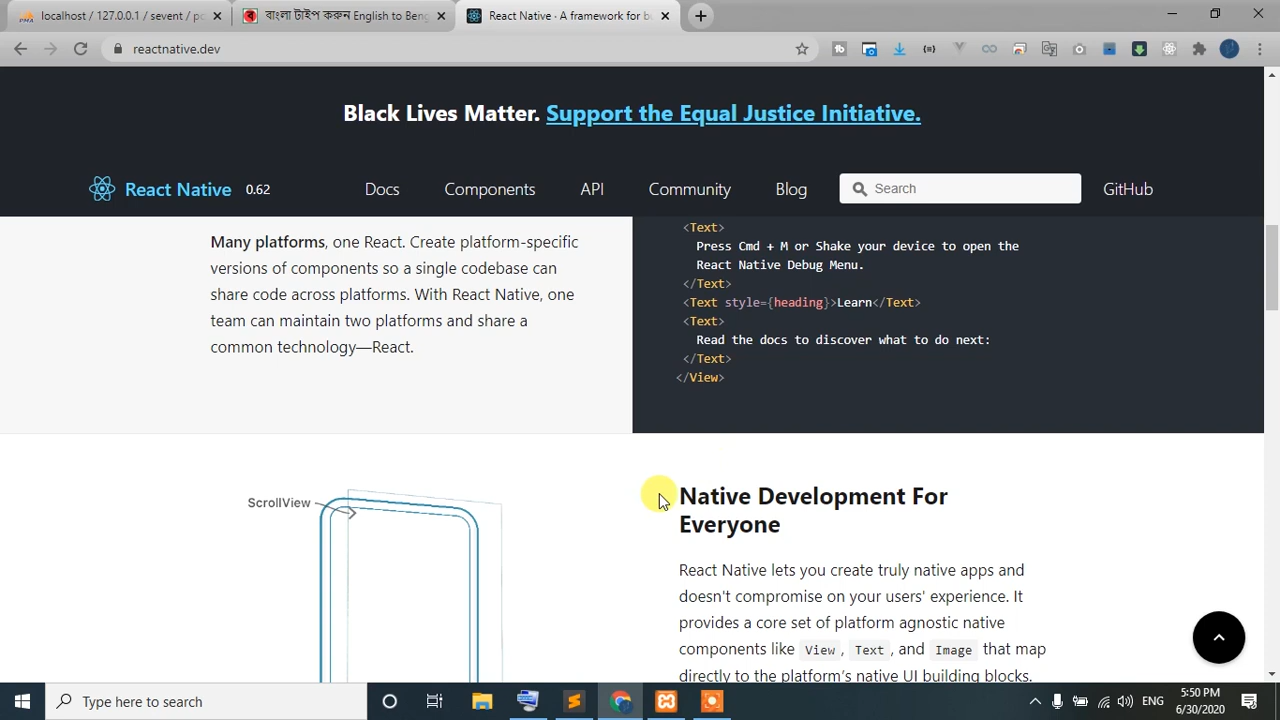 localhost / 127.0.0.1 / sevent / pc
বাংলা টাইপ করুন English to Beng
React Native · A framework for bu
reactnative.dev
Black Lives Matter. Support the Equal Justice Initiative.
React Native 0.62 Docs Components API Community Blog Search GitHub
Many platforms, one React. Create platform-specific
versions of components so a single codebase can
share code across platforms. With React Native, one
team can maintain two platforms and share a
common technology—React.
<Text>
Press Cmd + M or Shake your device to open the
React Native Debug Menu.
</Text>
<Text style={heading}>Learn</Text>
<Text>
Read the docs to discover what to do next:
</Text>
</View>
ScrollView
Native Development For
Everyone
React Native lets you create truly native apps and
doesn't compromise on your users' experience. It
provides a core set of platform agnostic native
components like View, Text, and Image that map
directly to the platform's native UI building blocks.
Type here to search
ENG
5:50 PM
6/30/2020